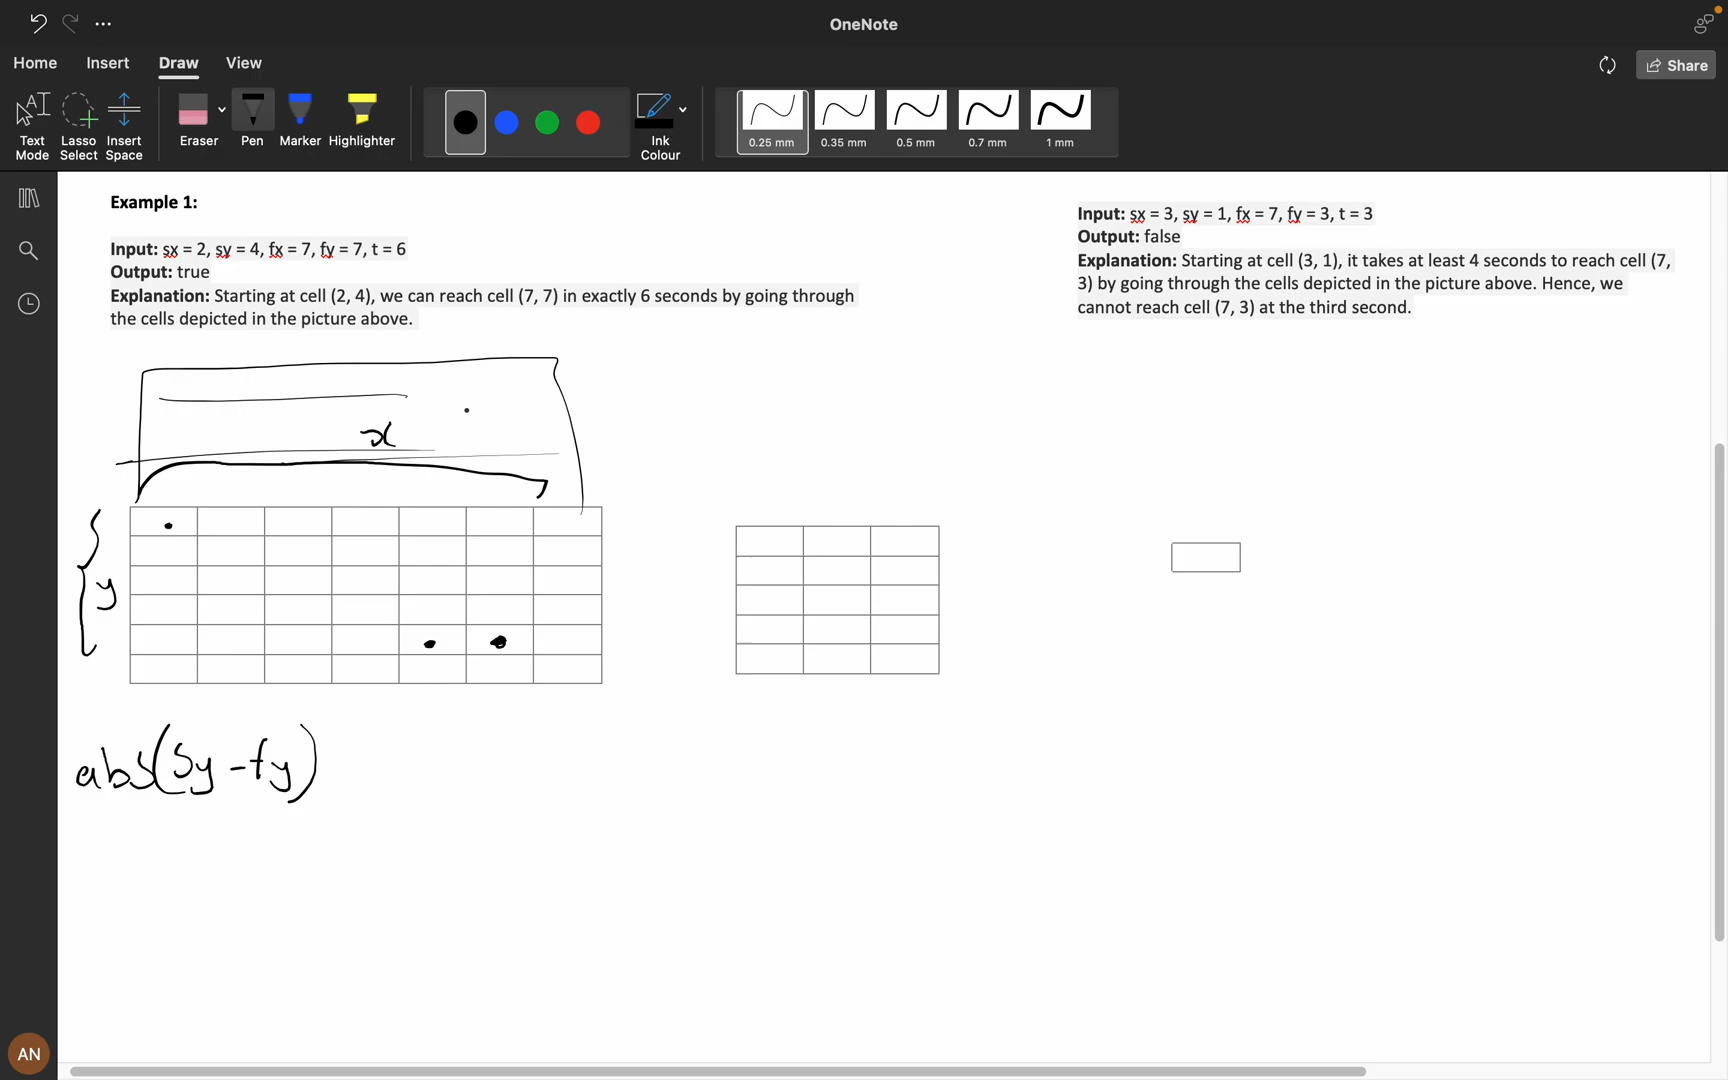 OneNote
Home Insert Draw View
Share
Text Mode
Lasso Select
Insert Space
Eraser
Pen
Marker
Highlighter
Ink Colour
0.25 mm
0.35 mm
0.5 mm
0.7 mm
1 mm
Example 1:
Input: sx = 2, sy = 4, fx = 7, fy = 7, t = 6
Output: true
Explanation: Starting at cell (2, 4), we can reach cell (7, 7) in exactly 6 seconds by going through
the cells depicted in the picture above.
Input: sx = 3, sy = 1, fx = 7, fy = 3, t = 3
Output: false
Explanation: Starting at cell (3, 1), it takes at least 4 seconds to reach cell (7,
3) by going through the cells depicted in the picture above. Hence, we
cannot reach cell (7, 3) at the third second.
x
y
abs(sy - fy)
AN